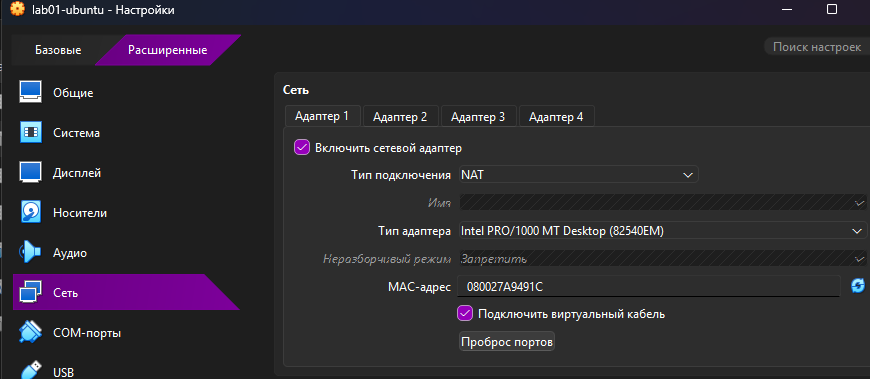 lab01-ubuntu - Настройки
Базовые
Расширенные
Поиск настроек
Общие
Система
Дисплей
Носители
Аудио
Сеть
COM-порты
USB
Сеть
Адаптер 1
Адаптер 2
Адаптер 3
Адаптер 4
Включить сетевой адаптер
Тип подключения
NAT
Имя
Тип адаптера
Intel PRO/1000 MT Desktop (82540EM)
Неразборчивый режим
Запретить
MAC-адрес
080027A9491C
Подключить виртуальный кабель
Проброс портов